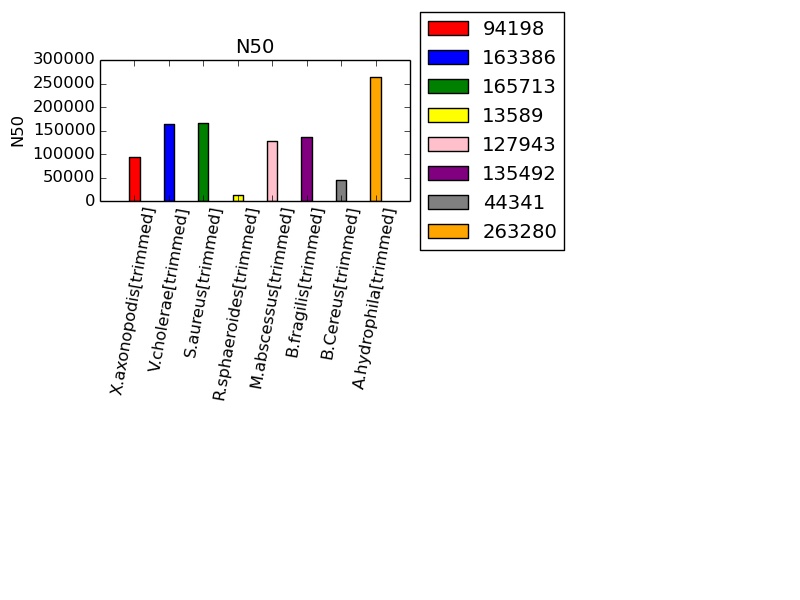 N50
300000
250000
200000
150000
100000
50000
0
N50
X.axonopodis[trimmed]
V.cholerae[trimmed]
S.aureus[trimmed]
R.sphaeroides[trimmed]
M.abscessus[trimmed]
B.fragilis[trimmed]
B.Cereus[trimmed]
A.hydrophila[trimmed]
94198
163386
165713
13589
127943
135492
44341
263280